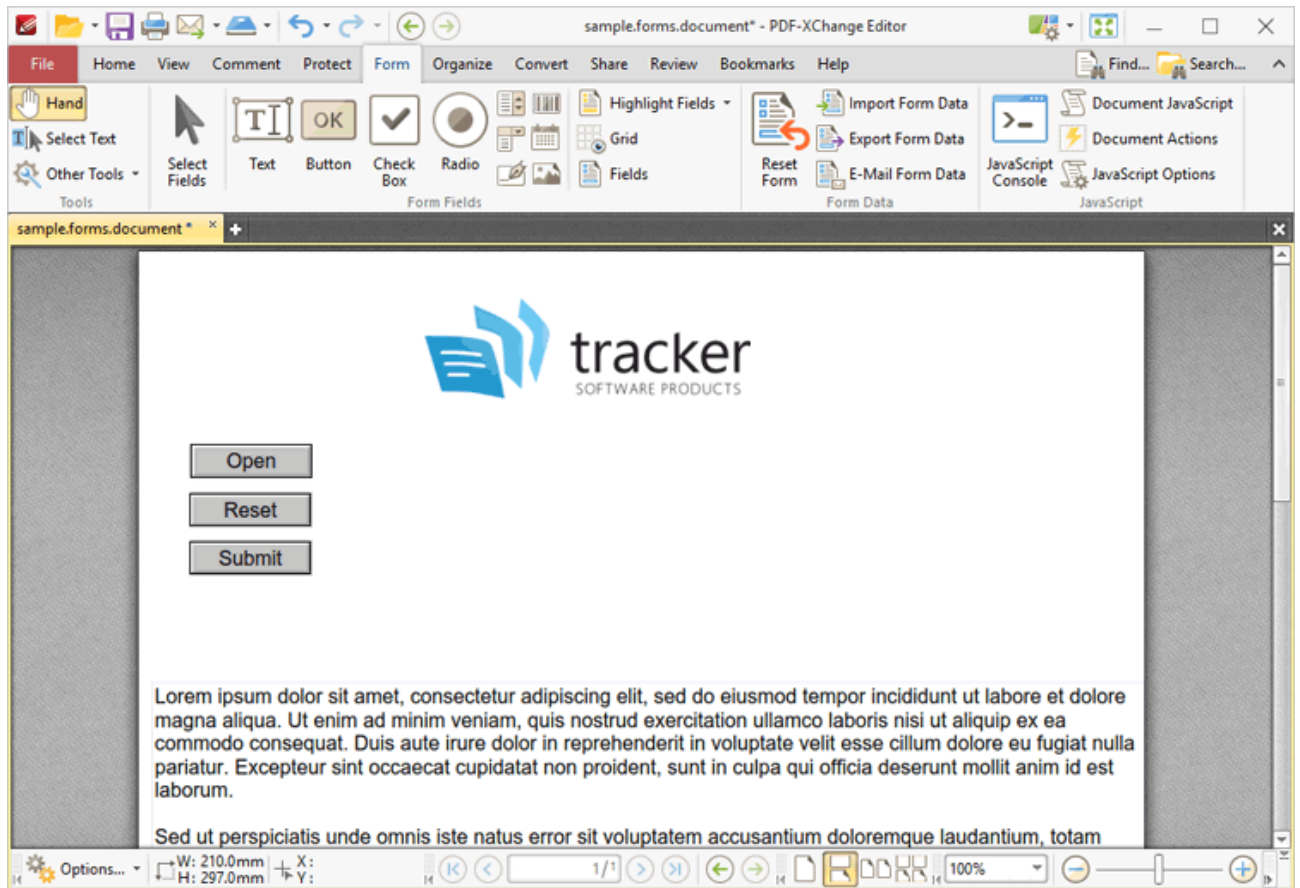 sample.forms.document* - PDF-XChange Editor
File Home View Comment Protect Form Organize Convert Share Review Bookmarks Help Find... Search...
Hand
Select Text
Other Tools
Tools
Select Fields
Text
Button
OK
Check Box
Radio
Form Fields
Highlight Fields
Grid
Fields
Reset Form
Import Form Data
Export Form Data
E-Mail Form Data
Form Data
JavaScript Console
Document JavaScript
Document Actions
JavaScript Options
JavaScript
sample.forms.document *
tracker
SOFTWARE PRODUCTS
Open
Reset
Submit
Lorem ipsum dolor sit amet, consectetur adipiscing elit, sed do eiusmod tempor incididunt ut labore et dolore
magna aliqua. Ut enim ad minim veniam, quis nostrud exercitation ullamco laboris nisi ut aliquip ex ea
commodo consequat. Duis aute irure dolor in reprehenderit in voluptate velit esse cillum dolore eu fugiat nulla
pariatur. Excepteur sint occaecat cupidatat non proident, sunt in culpa qui officia deserunt mollit anim id est
laborum.
Sed ut perspiciatis unde omnis iste natus error sit voluptatem accusantium doloremque laudantium, totam
Options...
W: 210.0mm X:
H: 297.0mm Y:
1/1
100%